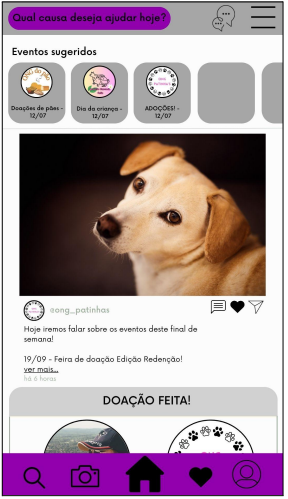 Qual causa deseja ajudar hoje?
Eventos sugeridos
Doações de pães -
12/07
Dia da criança -
12/07
ADOÇÕES! -
12/07
@ong_patinhas
Hoje iremos falar sobre os eventos deste final de
semana!
19/09 - Feira de doação Edição Redenção!
ver mais...
há 6 horas
DOAÇÃO FEITA!